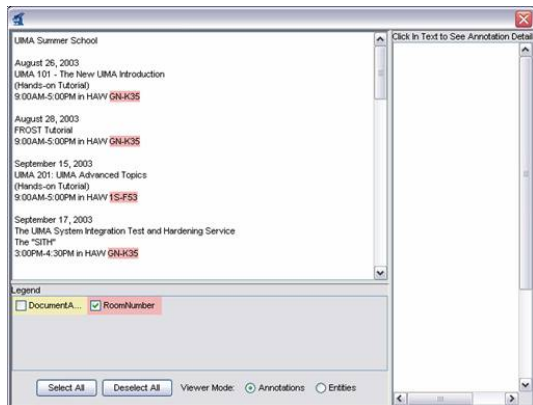 UIMA Summer School
August 26, 2003
UIMA 101 - The New UIMA Introduction
(Hands-on Tutorial)
9:00AM-5:00PM in HAW GN-K35
August 28, 2003
FROST Tutorial
9:00AM-5:00PM in HAW GN-K35
September 15, 2003
UIMA 201: UIMA Advanced Topics
(Hands-on Tutorial)
9:00AM-5:00PM in HAW 1S-F53
September 17, 2003
The UIMA System Integration Test and Hardening Service
The "SITH"
3:00PM-4:30PM in HAW GN-K35
Click In Text to See Annotation Detail
Legend
DocumentA... RoomNumber
Select All Deselect All Viewer Mode: Annotations Entities